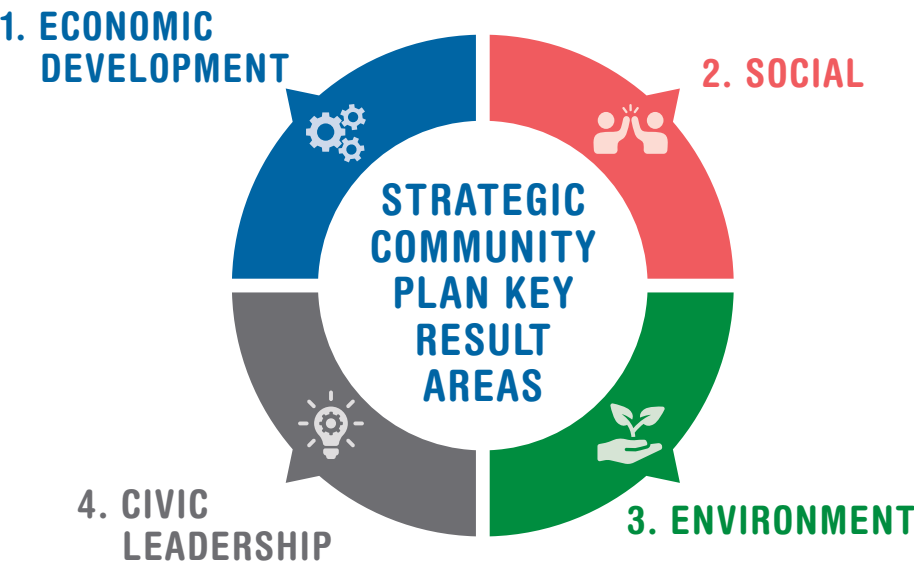 1. ECONOMIC
DEVELOPMENT
2. SOCIAL
STRATEGIC
COMMUNITY
PLAN KEY
RESULT
AREAS
3. ENVIRONMENT
4. CIVIC
LEADERSHIP